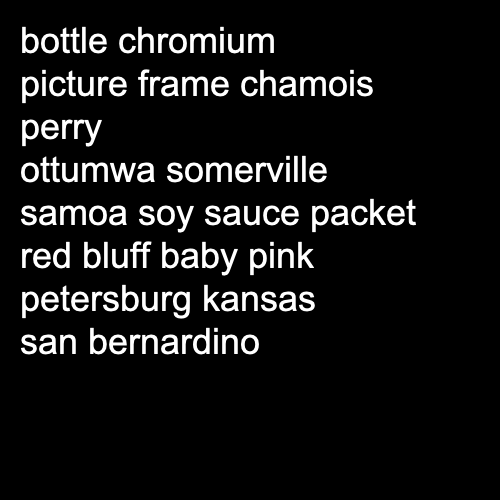 bottle chromium
picture frame chamois
perry
ottumwa somerville
samoa soy sauce packet
red bluff baby pink
petersburg kansas
san bernardino